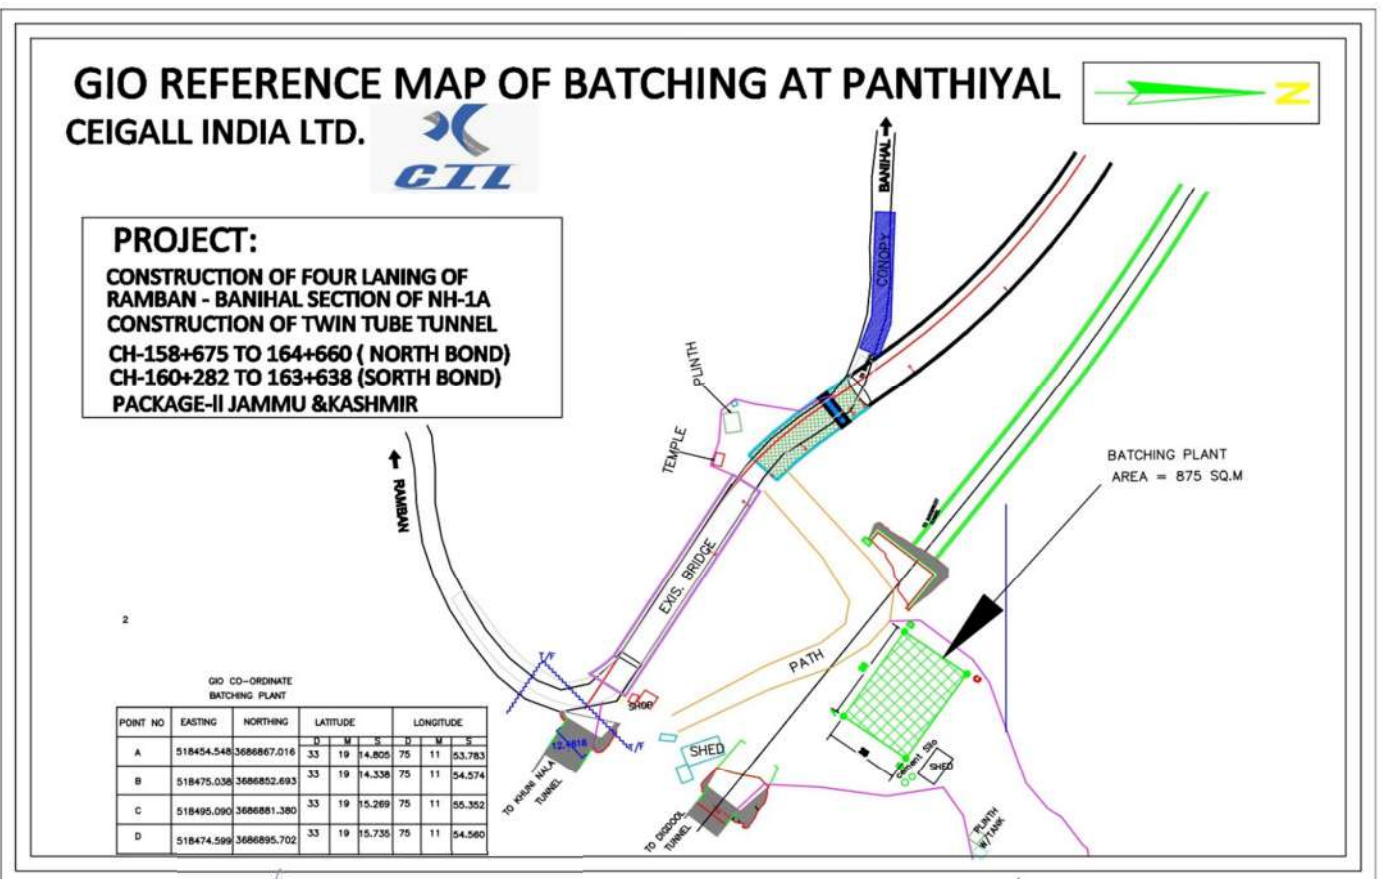 GIO REFERENCE MAP OF BATCHING AT PANTHIYAL
CEIGALL INDIA LTD.
CIL
N
PROJECT:
CONSTRUCTION OF FOUR LANING OF
RAMBAN - BANIHAL SECTION OF NH-1A
CONSTRUCTION OF TWIN TUBE TUNNEL
CH-158+675 TO 164+660 ( NORTH BOND)
CH-160+282 TO 163+638 (SORTH BOND)
PACKAGE-II JAMMU &KASHMIR
BANIHAL
CONOPY
PLINTH
TEMPLE
RAMBAN
EXIS. BRIDGE
BATCHING PLANT
AREA = 875 SQ.M
PATH
T/F
T/F
SHOP
SHED
SHED
cement Silo
TO KHUNI NALA
TUNNEL
TO DIGDOOL
TUNNEL
PLINTH
W/TANK
2
GIO CO-ORDINATE
BATCHING PLANT
POINT NO EASTING NORTHING LATITUDE LONGITUDE
D M S D M S
A 518454.548 3686867.016 33 19 14.805 75 11 53.783
B 518475.038 3686852.693 33 19 14.338 75 11 54.574
C 518495.090 3686881.380 33 19 15.269 75 11 55.352
D 518474.599 3686895.702 33 19 15.735 75 11 54.560